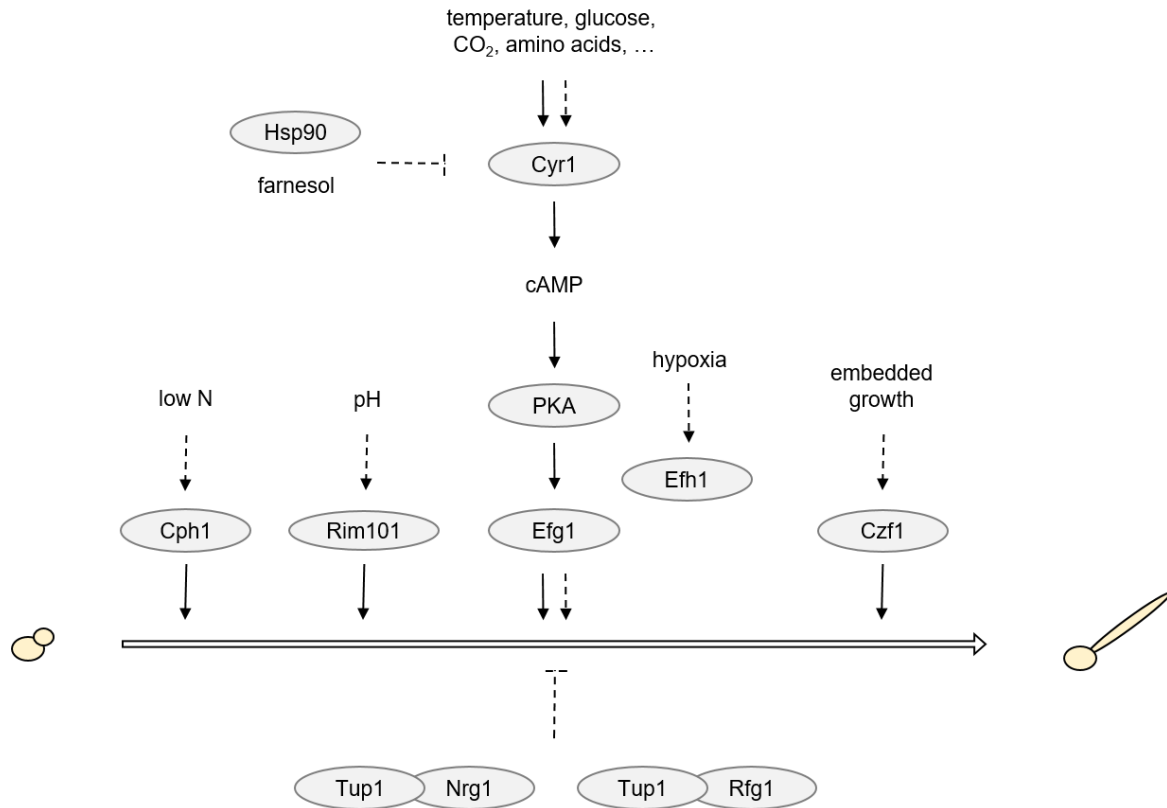 temperature, glucose,
CO₂, amino acids, …
Hsp90
farnesol
Cyr1
cAMP
hypoxia
embedded
growth
low N
pH
PKA
Efh1
Cph1
Rim101
Efg1
Czf1
Tup1
Nrg1
Tup1
Rfg1